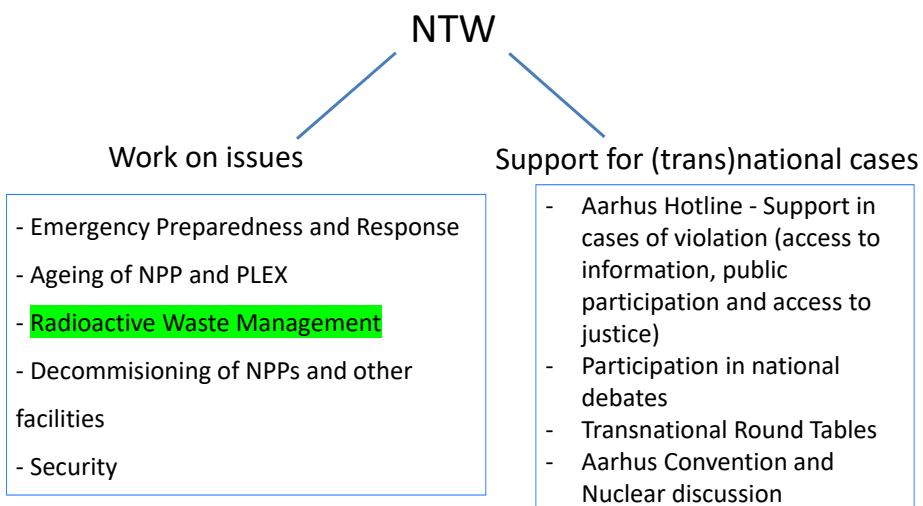 NTW
Work on issues
- Emergency Preparedness and Response
- Ageing of NPP and PLEX
- Radioactive Waste Management
- Decommisioning of NPPs and other
facilities
- Security
Support for (trans)national cases
- Aarhus Hotline - Support in
cases of violation (access to
information, public
participation and access to
justice)
- Participation in national
debates
- Transnational Round Tables
- Aarhus Convention and
Nuclear discussion